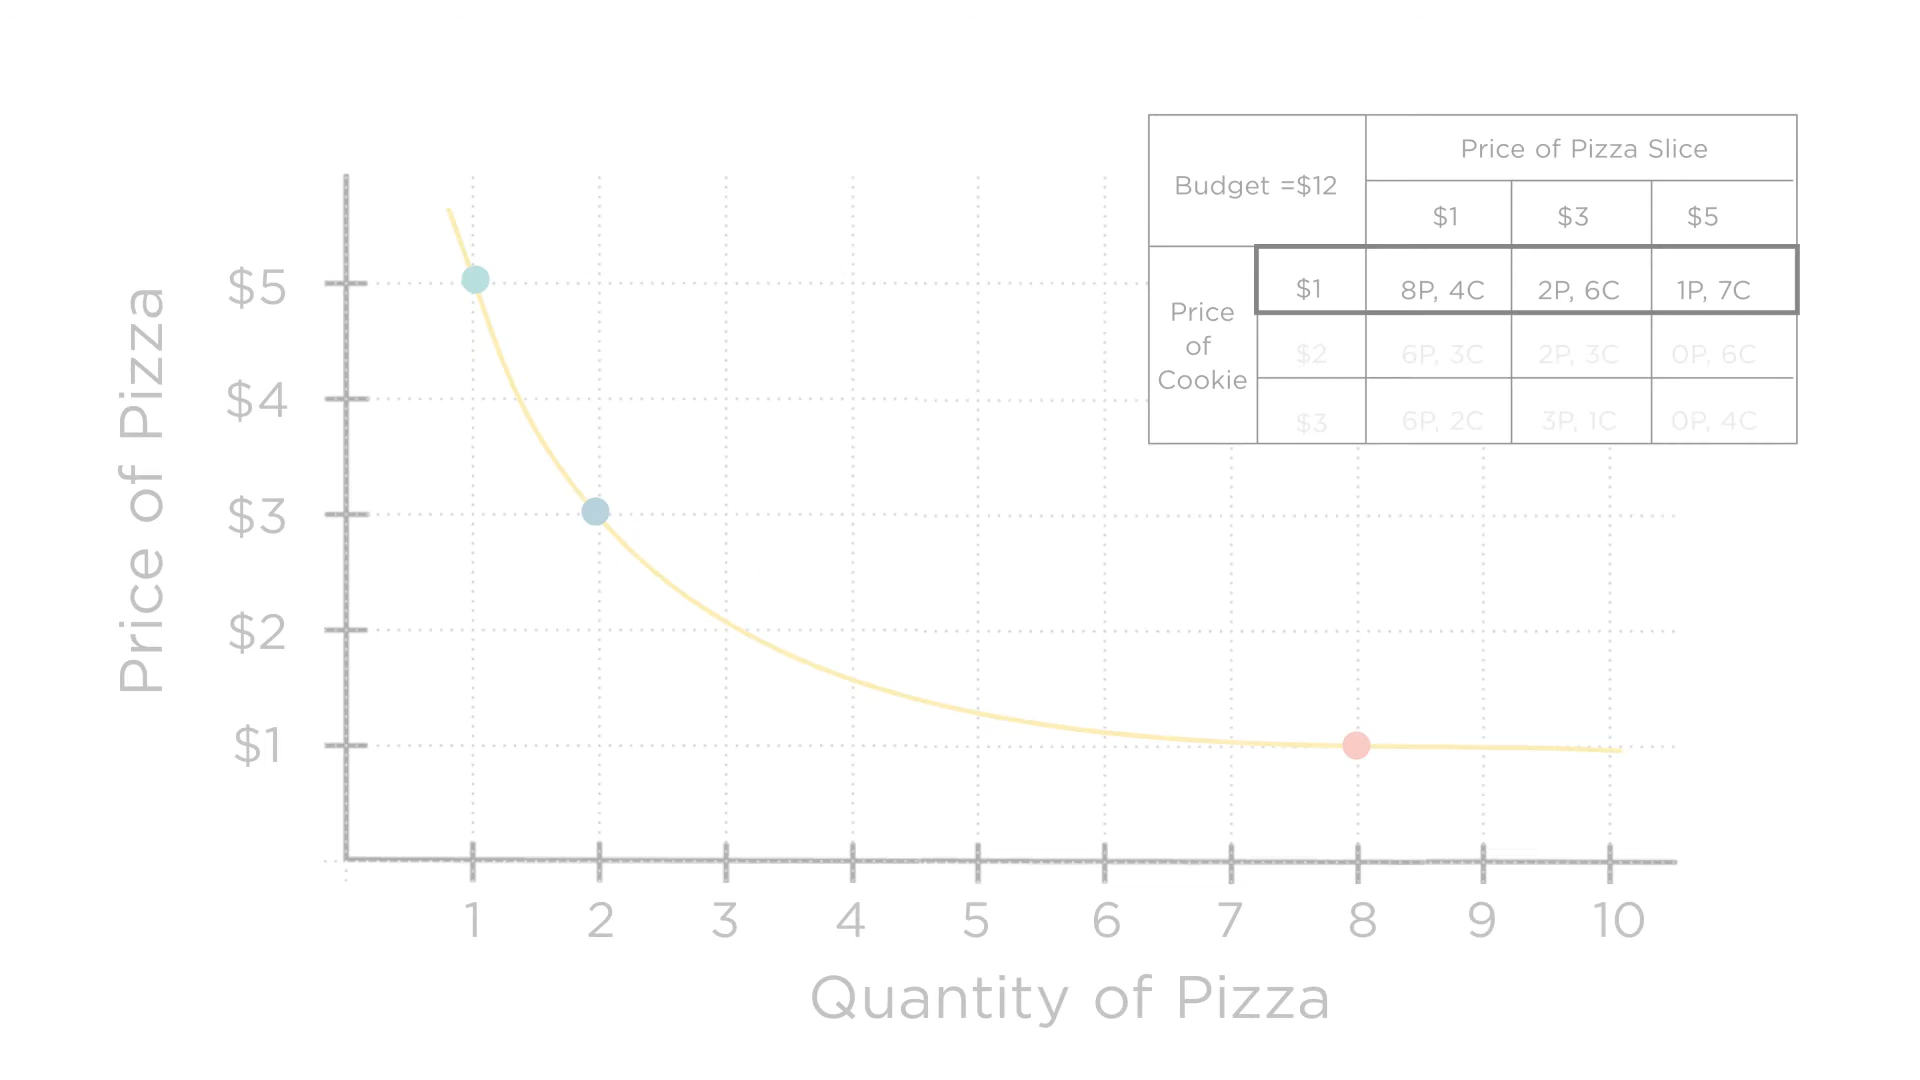 Price of Pizza Slice
Budget =$12
$1 $3 $5
$1 8P, 4C 2P, 6C 1P, 7C
Price
of
Cookie
$2 6P, 3C 2P, 3C 0P, 6C
$3 6P, 2C 3P, 1C 0P, 4C
Price of Pizza
$5
$4
$3
$2
$1
1 2 3 4 5 6 7 8 9 10
Quantity of Pizza